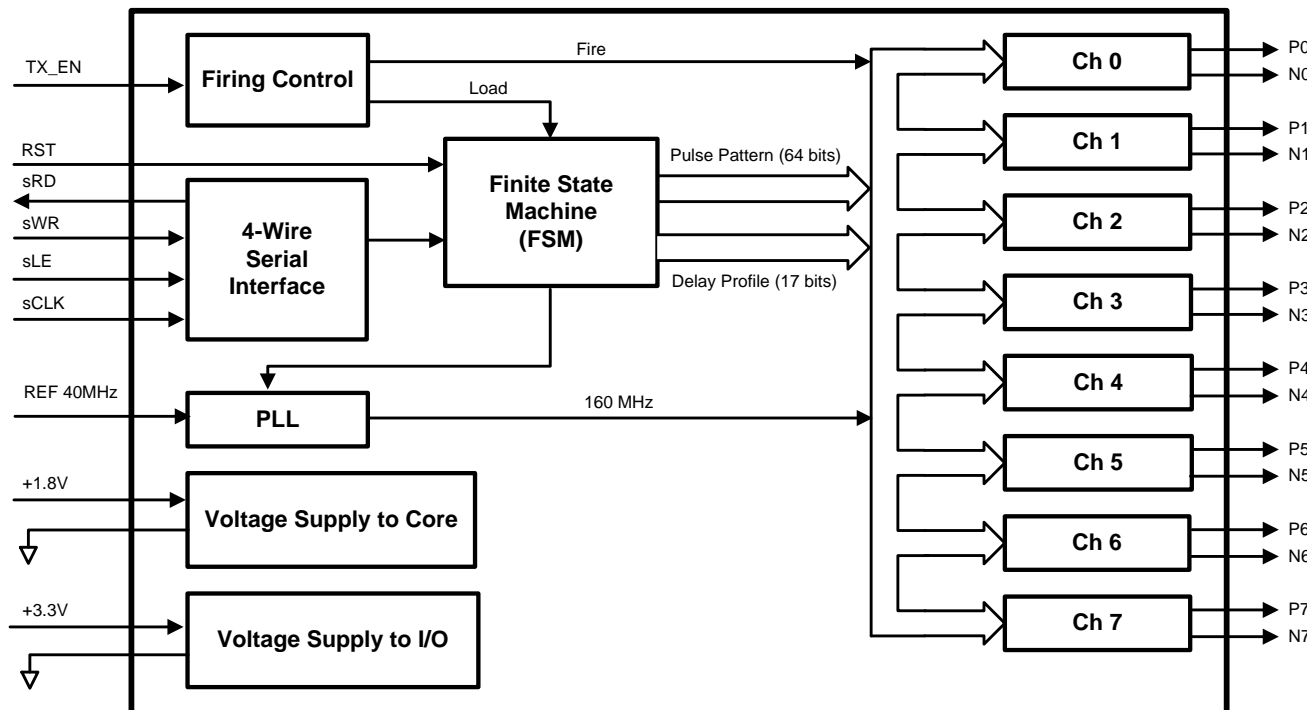 TX_EN
Firing Control
Fire
Load
RST
sRD
sWR
sLE
sCLK
4-Wire
Serial
Interface
Finite State
Machine
(FSM)
Pulse Pattern (64 bits)
Delay Profile (17 bits)
REF 40MHz
PLL
160 MHz
+1.8V
Voltage Supply to Core
+3.3V
Voltage Supply to I/O
Ch 0
P0
N0
Ch 1
P1
N1
Ch 2
P2
N2
Ch 3
P3
N3
Ch 4
P4
N4
Ch 5
P5
N5
Ch 6
P6
N6
Ch 7
P7
N7